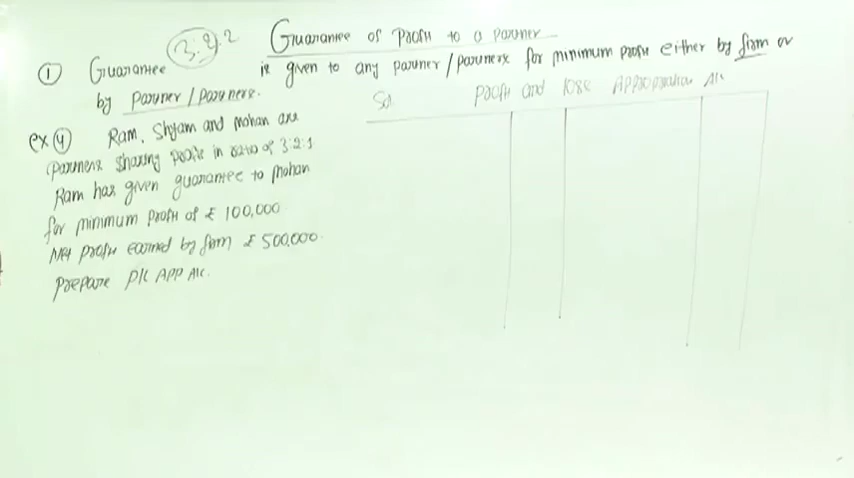 3:2.2
Guarantee of Profit to a Partner
① Guarantee is given to any partner/partners for minimum profit either by firm or
by partner/partners.
Sol Profit and loss Appropriation A/c
ex ④ Ram, Shyam and Mohan are
partners sharing profit in ratio of 3:2:1
Ram has given guarantee to Mohan
for minimum profit of ₹ 100,000
Net profit earned by firm ₹ 500,000.
Prepare P/L APP A/c.